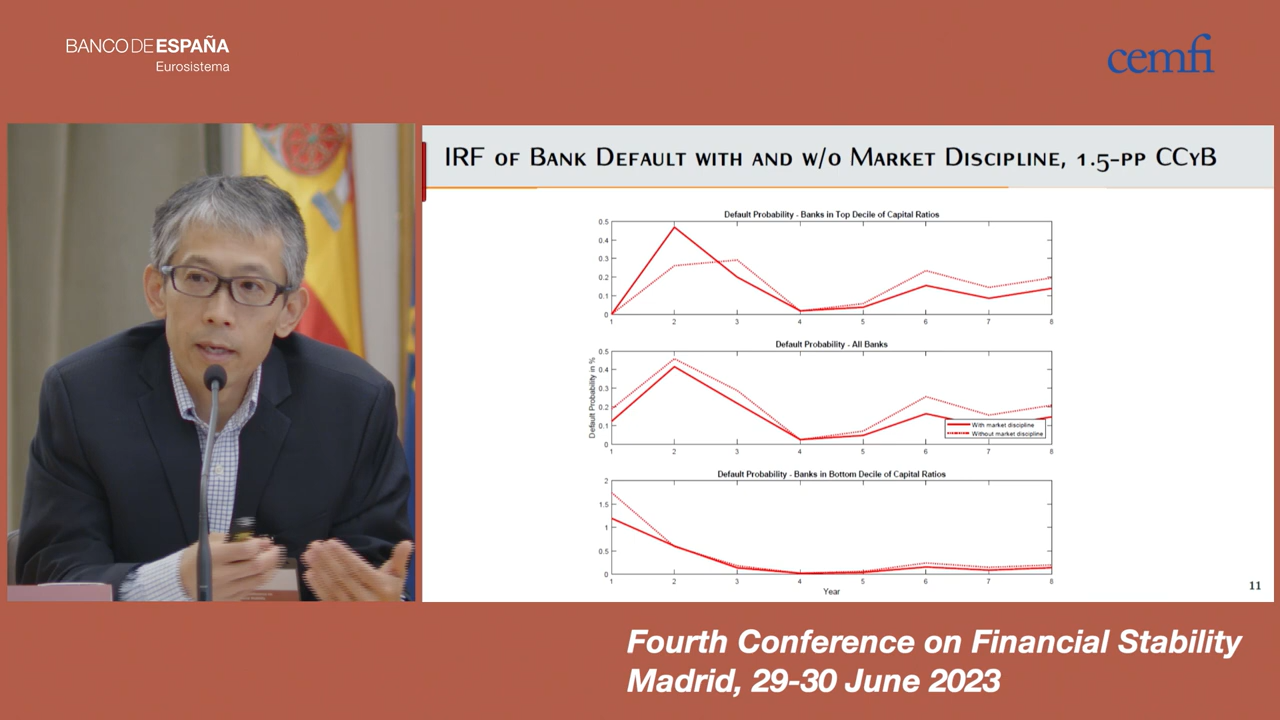 BANCO DE ESPAÑA
Eurosistema
cemfi
IRF OF BANK DEFAULT WITH AND W/O MARKET DISCIPLINE, 1.5-PP CCYB
Default Probability - Banks in Top Decile of Capital Ratios
0.5
0.4
0.3
0.2
0.1
0
1 2 3 4 5 6 7 8
Default Probability - All Banks
Default Probability in %
0.5
0.4
0.3
0.2
0.1
0
With market discipline
Without market discipline
1 2 3 4 5 6 7 8
Default Probability - Banks in Bottom Decile of Capital Ratios
2
1.5
1
0.5
0
1 2 3 4 5 6 7 8
Year
11
Fourth Conference on Financial Stability
Madrid, 29-30 June 2023